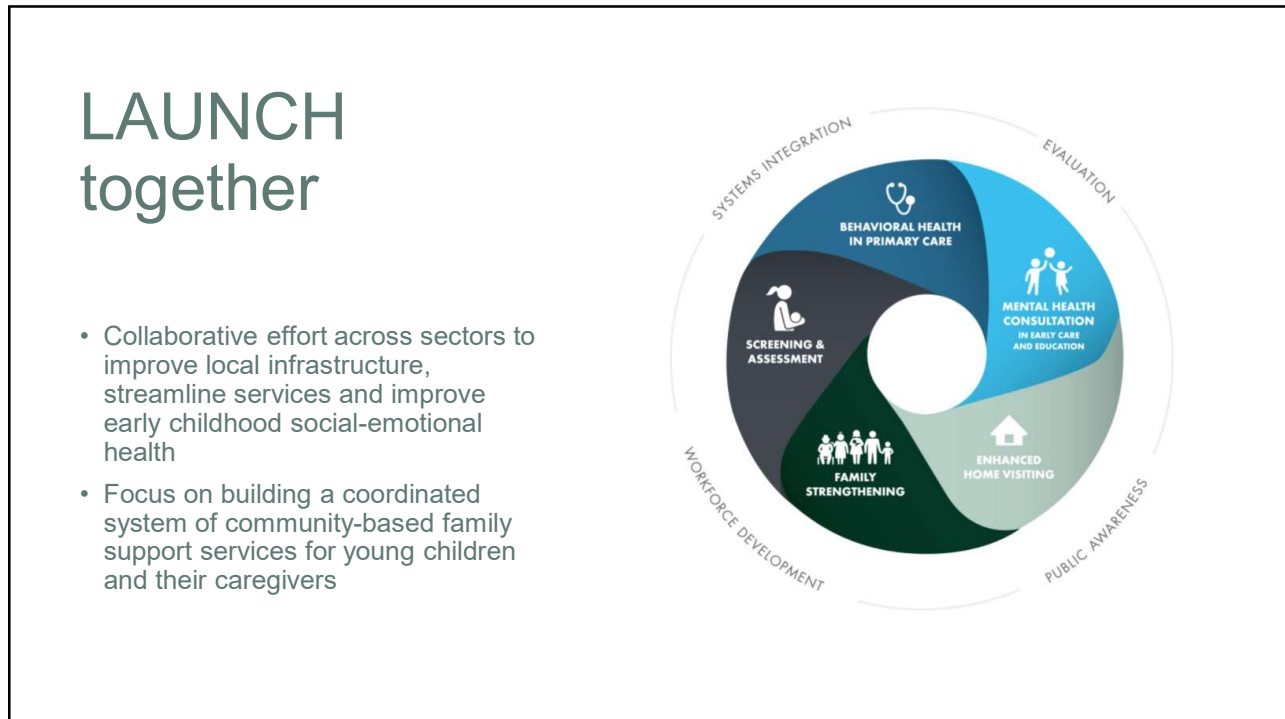 LAUNCH
together
• Collaborative effort across sectors to
improve local infrastructure,
streamline services and improve
early childhood social-emotional
health
• Focus on building a coordinated
system of community-based family
support services for young children
and their caregivers
SYSTEMS INTEGRATION
EVALUATION
BEHAVIORAL HEALTH
IN PRIMARY CARE
MENTAL HEALTH
CONSULTATION
IN EARLY CARE
AND EDUCATION
SCREENING &
ASSESSMENT
ENHANCED
HOME VISITING
FAMILY
STRENGTHENING
WORKFORCE DEVELOPMENT
PUBLIC AWARENESS